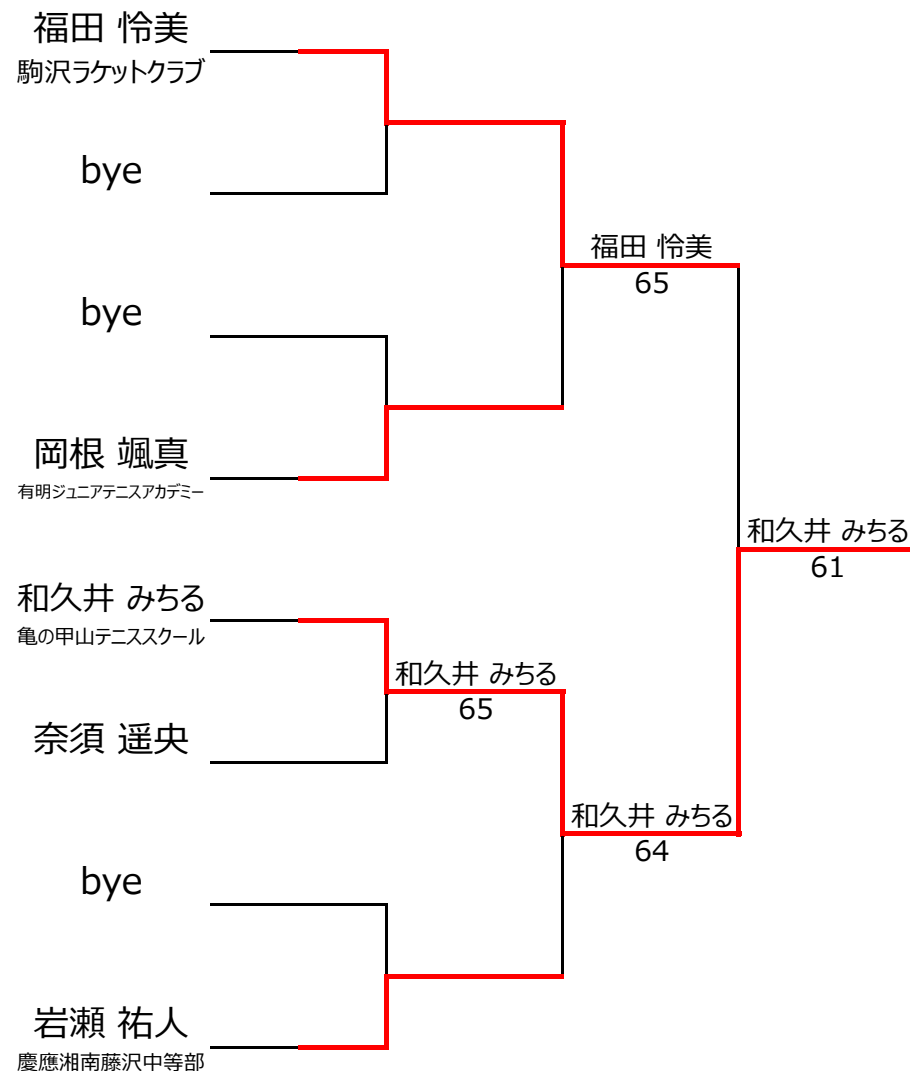 福田 怜美
駒沢ラケットクラブ
bye
bye
岡根 颯真
有明ジュニアテニスアカデミー
和久井 みちる
亀の甲山テニススクール
奈須 遥央
bye
岩瀬 祐人
慶應湘南藤沢中等部
和久井 みちる
65
福田 怜美
65
和久井 みちる
64
和久井 みちる
61